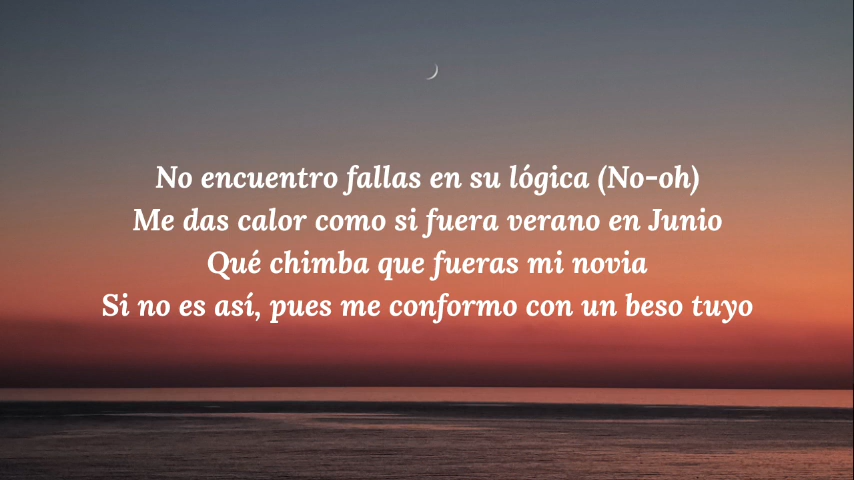 No encuentro fallas en su lógica (No-oh)
Me das calor como si fuera verano en Junio
Qué chimba que fueras mi novia
Si no es así, pues me conformo con un beso tuyo